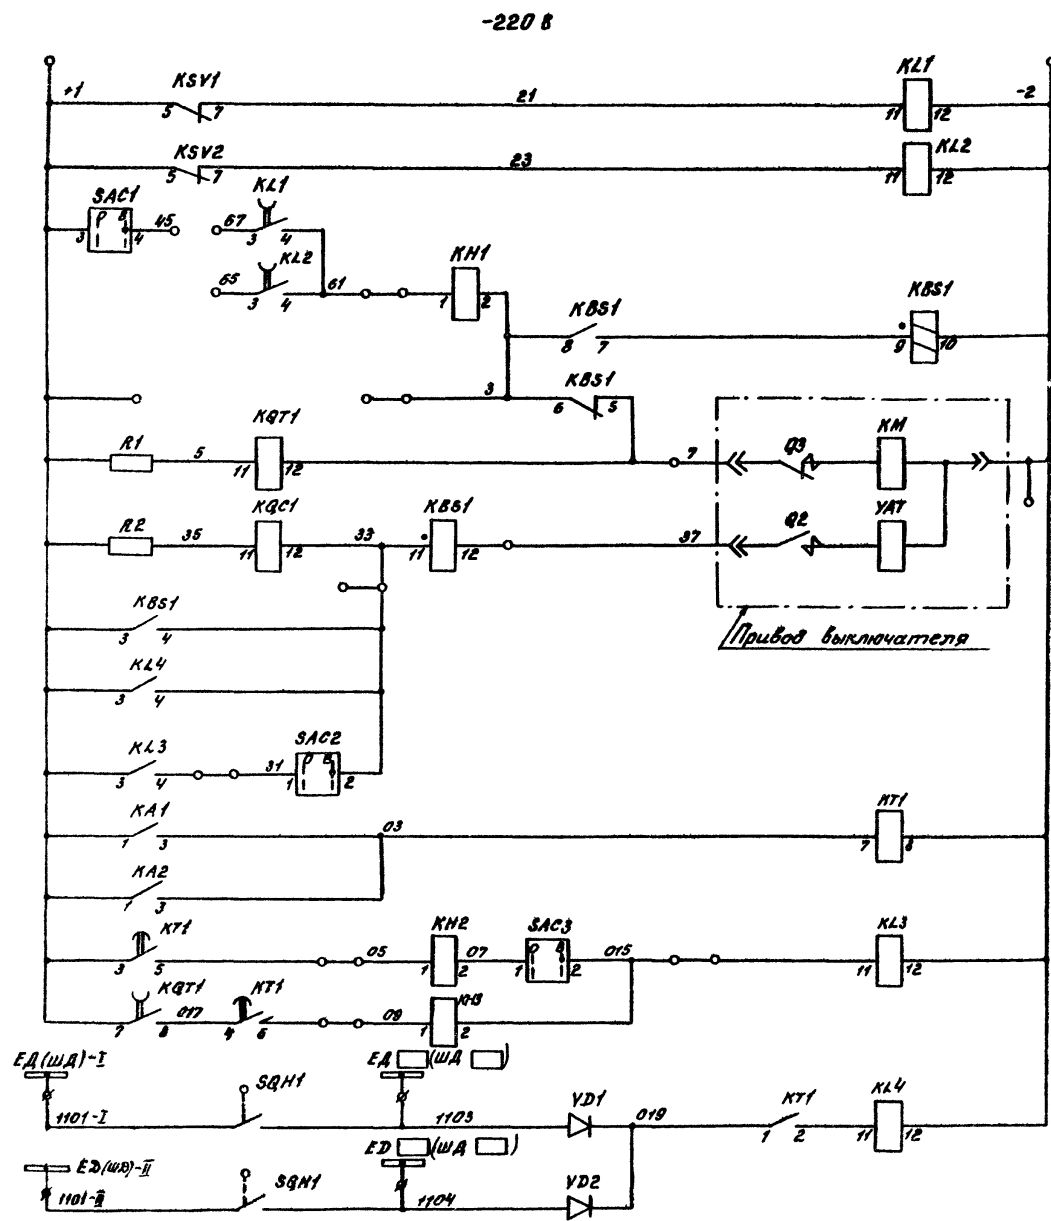 -220 В
+1 KSV1 5 7 21 KL1 11 12 -2
KSV2 5 7 23 KL2 11 12
SAC1 Р В 3 4 45 67 KL1 3 4
65 KL2 3 4 61 KH1 1 2
KBS1 8 7 KBS1 9 10
3 KBS1 6 5
R1 5 KQT1 11 12 7 Q3 KM
R2 35 KQC1 11 12 33 KBS1 11 12 37 Q2 YAT
Привод выключателя
KBS1 3 4
KL4 3 4
KL3 3 4 31 SAC2 Р В 1 2
KA1 1 3 03 KT1 7 8
KA2 1 3
KT1 3 5 05 KH2 1 2 07 SAC3 О В 1 2 015 KL3 11 12
KQT1 7 8 017 KT1 4 6 09 KH3 1 2
ЕД(ШД)-I ЕД (ШД )
1101-I SQH1 1103 VD1 019 KT1 1 2 KL4 11 12
ED (ШД )
ED(ШД)-II
1101-II SQH1 1104 VD2